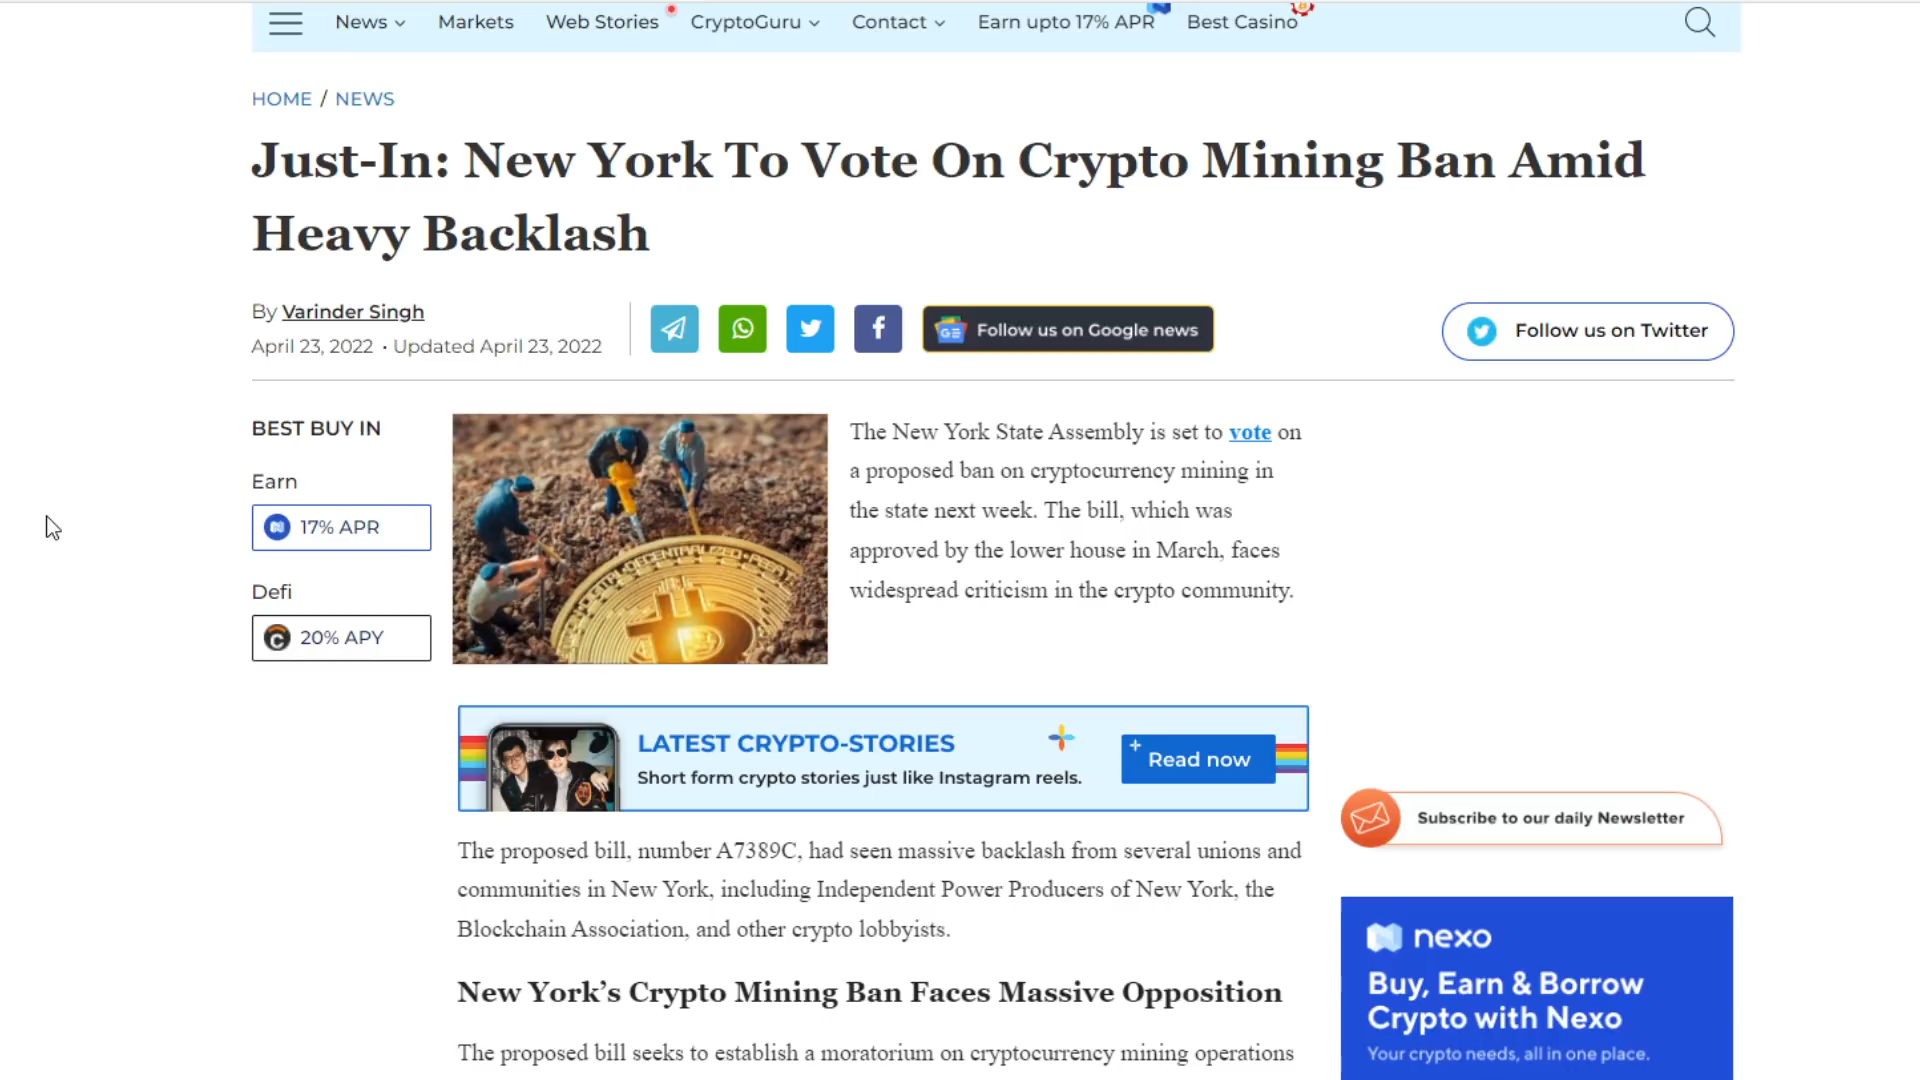 News
Markets
Web Stories
CryptoGuru
Contact
Earn upto 17% APR
Best Casino
HOME / NEWS
Just-In: New York To Vote On Crypto Mining Ban Amid
Heavy Backlash
By Varinder Singh
April 23, 2022 • Updated April 23, 2022
Follow us on Google news
Follow us on Twitter
BEST BUY IN
Earn
17% APR
Defi
20% APY
The New York State Assembly is set to vote on
a proposed ban on cryptocurrency mining in
the state next week. The bill, which was
approved by the lower house in March, faces
widespread criticism in the crypto community.
LATEST CRYPTO-STORIES
Short form crypto stories just like Instagram reels.
Read now
Subscribe to our daily Newsletter
The proposed bill, number A7389C, had seen massive backlash from several unions and
communities in New York, including Independent Power Producers of New York, the
Blockchain Association, and other crypto lobbyists.
New York’s Crypto Mining Ban Faces Massive Opposition
The proposed bill seeks to establish a moratorium on cryptocurrency mining operations
nexo
Buy, Earn & Borrow
Crypto with Nexo
Your crypto needs, all in one place.